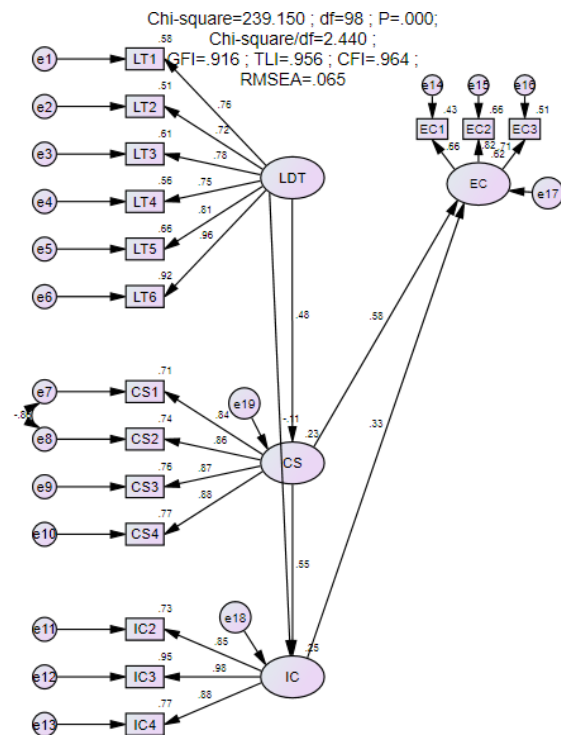 Chi-square=239.150 ; df=98 ; P=.000;
Chi-square/df=2.440 ;
GFI=.916 ; TLI=.956 ; CFI=.964 ;
RMSEA=.065
.58
e1 LT1
.51
e2 LT2
.61
e3 LT3
.56
e4 LT4
.66
e5 LT5
.92
e6 LT6
.76
.72
.78
.75
.81
.96
LDT
e14 e15 e16
.43 .66 .51
EC1 EC2 EC3
.66 .82 .71
.62
EC
e17
.48
.58
.33
-.11
.71
e7 CS1
.74
e8 CS2
.76
e9 CS3
.77
e10 CS4
.84
.86
.87
.88
e19
.23
CS
.55
.73
e11 IC2
.95
e12 IC3
.77
e13 IC4
.85
.98
.88
e18
.25
IC